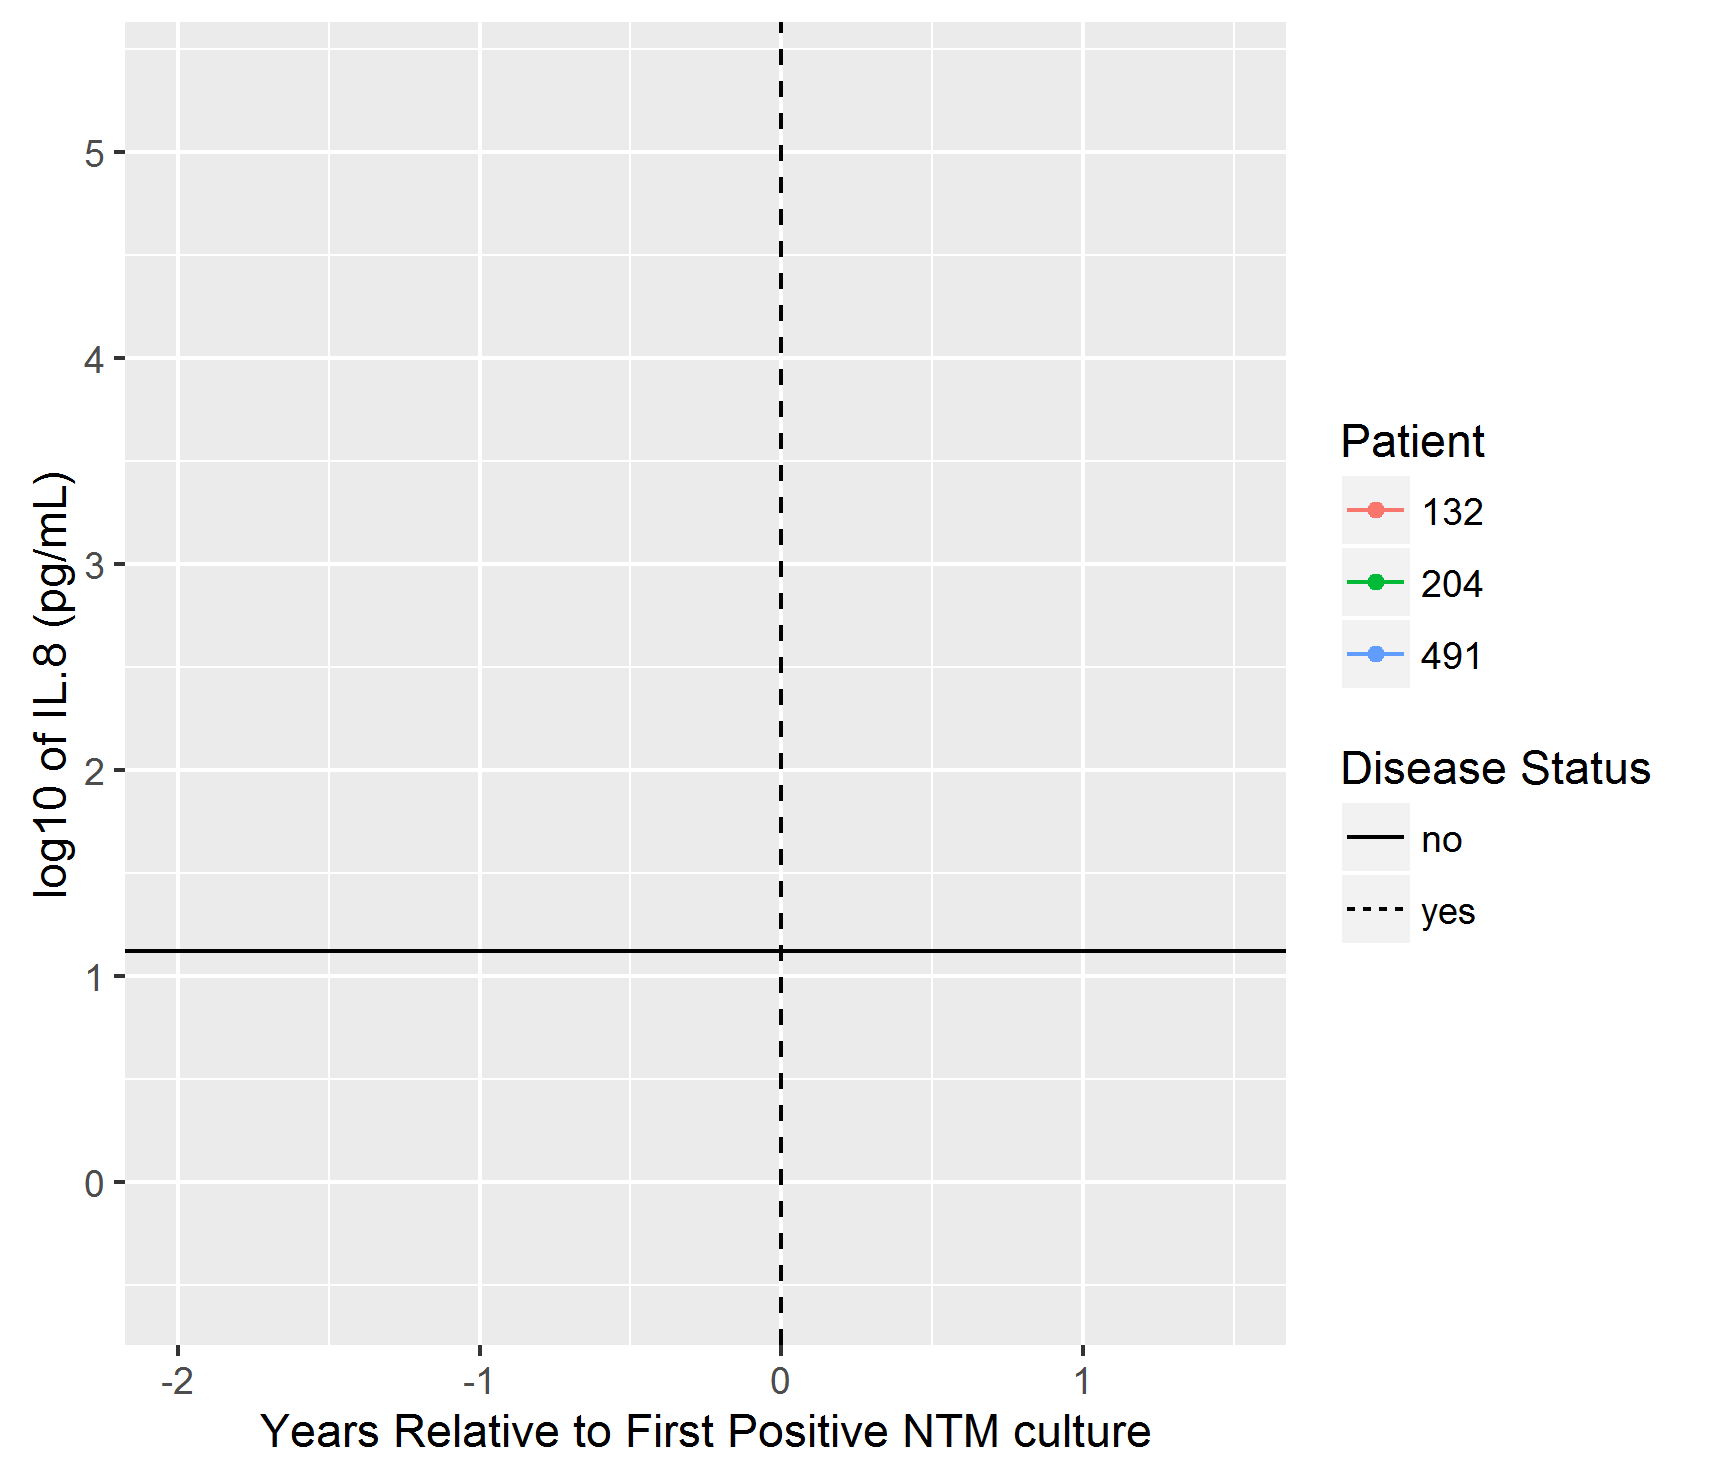 log10 of IL.8 (pg/mL)
5
4
3
2
1
0
-2
-1
0
1
Years Relative to First Positive NTM culture
Patient
132
204
491
Disease Status
no
yes